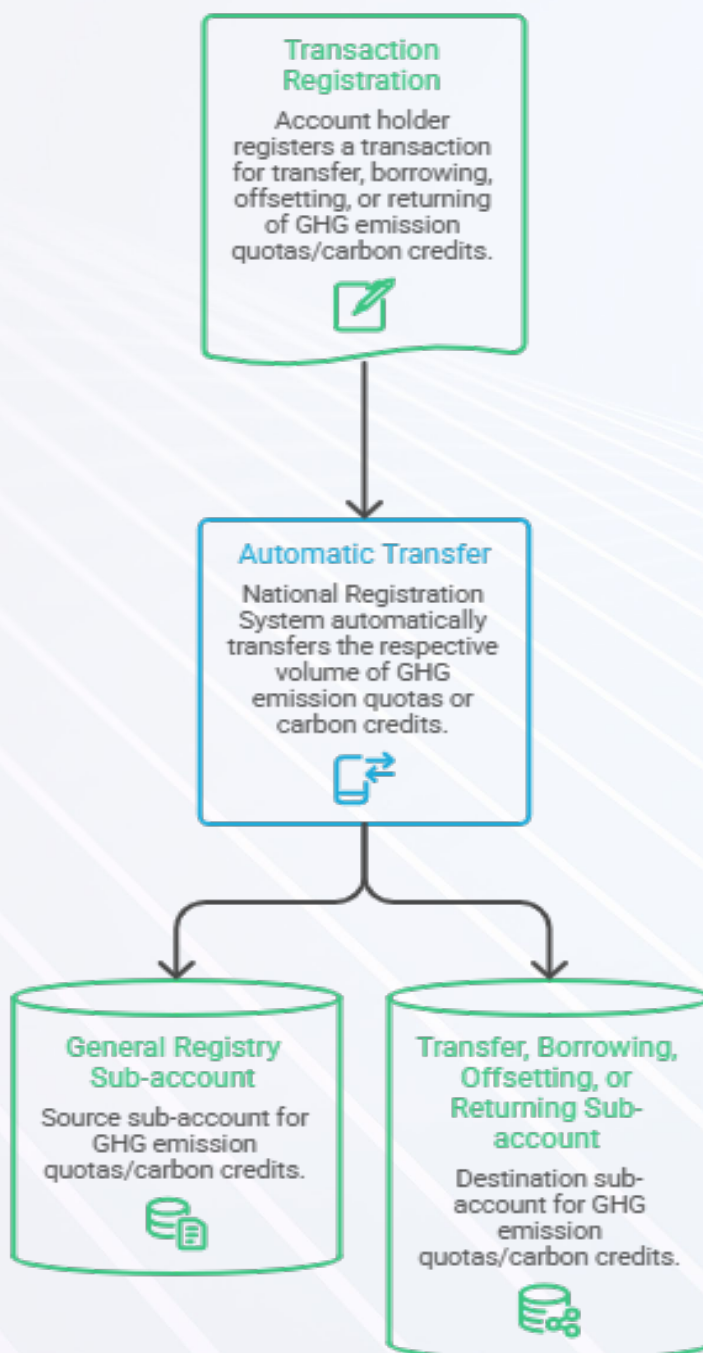 Transaction
Registration
Account holder
registers a transaction
for transfer, borrowing,
offsetting, or returning
of GHG emission
quotas/carbon credits.
Automatic Transfer
National Registration
System automatically
transfers the respective
volume of GHG
emission quotas or
carbon credits.
General Registry
Sub-account
Source sub-account for
GHG emission
quotas/carbon credits.
Transfer, Borrowing,
Offsetting, or
Returning Sub-
account
Destination sub-
account for GHG
emission
quotas/carbon credits.